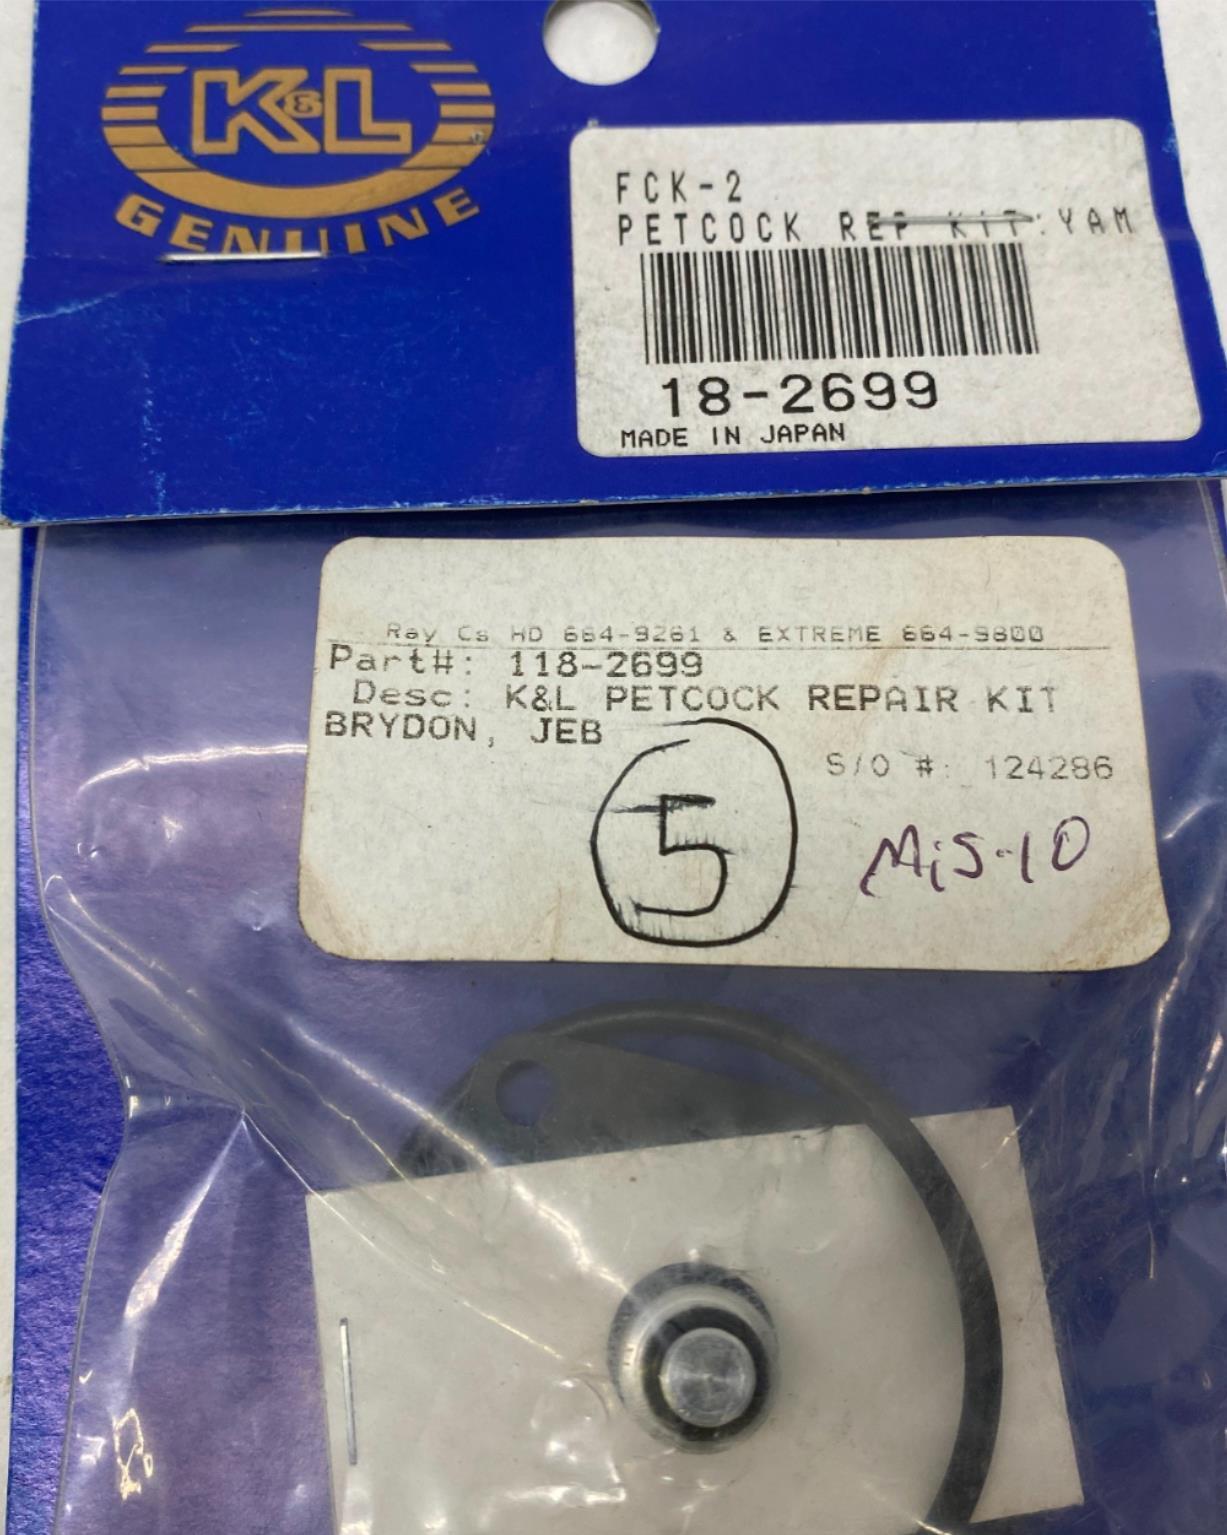 K&L
GENUINE
FCK-2
PETCOCK REP KIT:YAM
18-2699
MADE IN JAPAN
Ray Cs HD 664-9261 & EXTREME 664-9800
Part#: 118-2699
Desc: K&L PETCOCK REPAIR KIT
BRYDON, JEB
S/O #: 124286
5
MiS-10